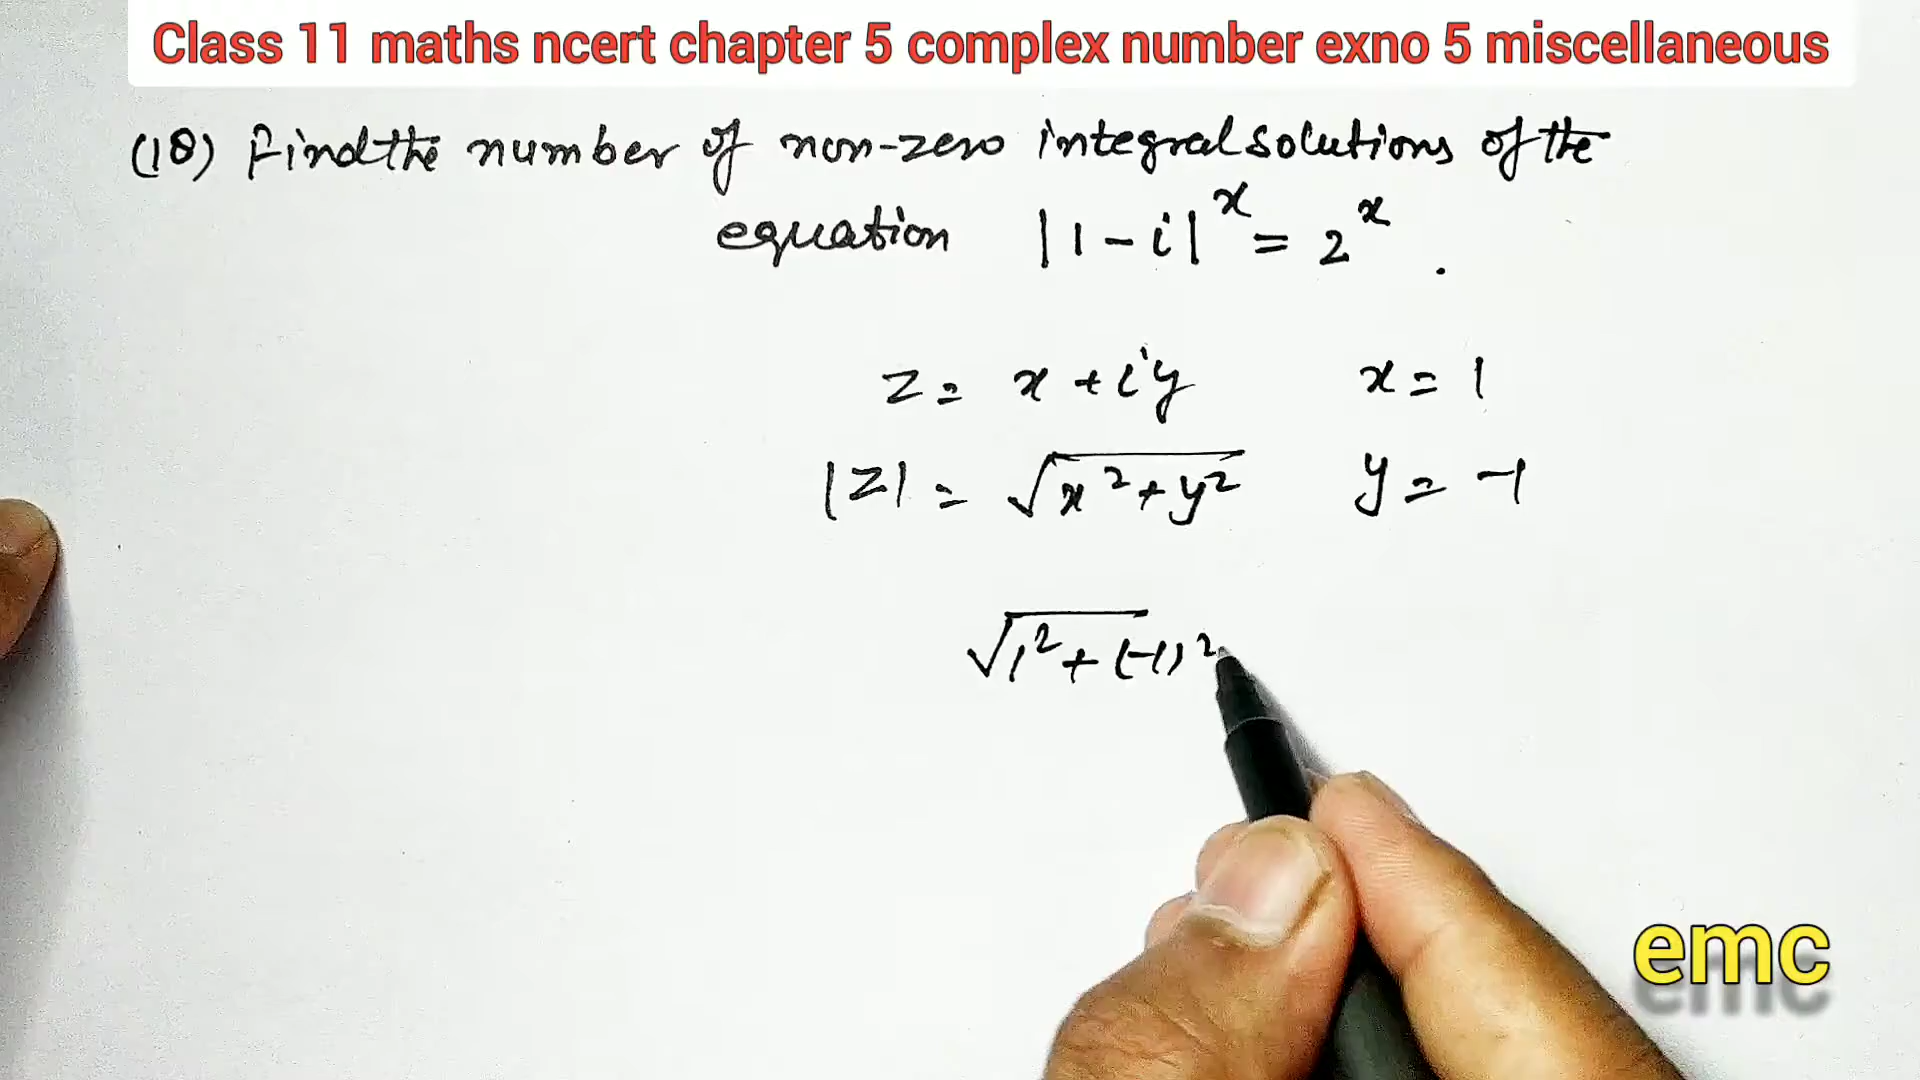 Class 11 maths ncert chapter 5 complex number exno 5 miscellaneous
(18) Find the number of non-zero integral solutions of the
equation |1-i|^x = 2^x .
z = x + iy x = 1
|z| = √(x² + y²) y = -1
√(1² + (-1)²
emc